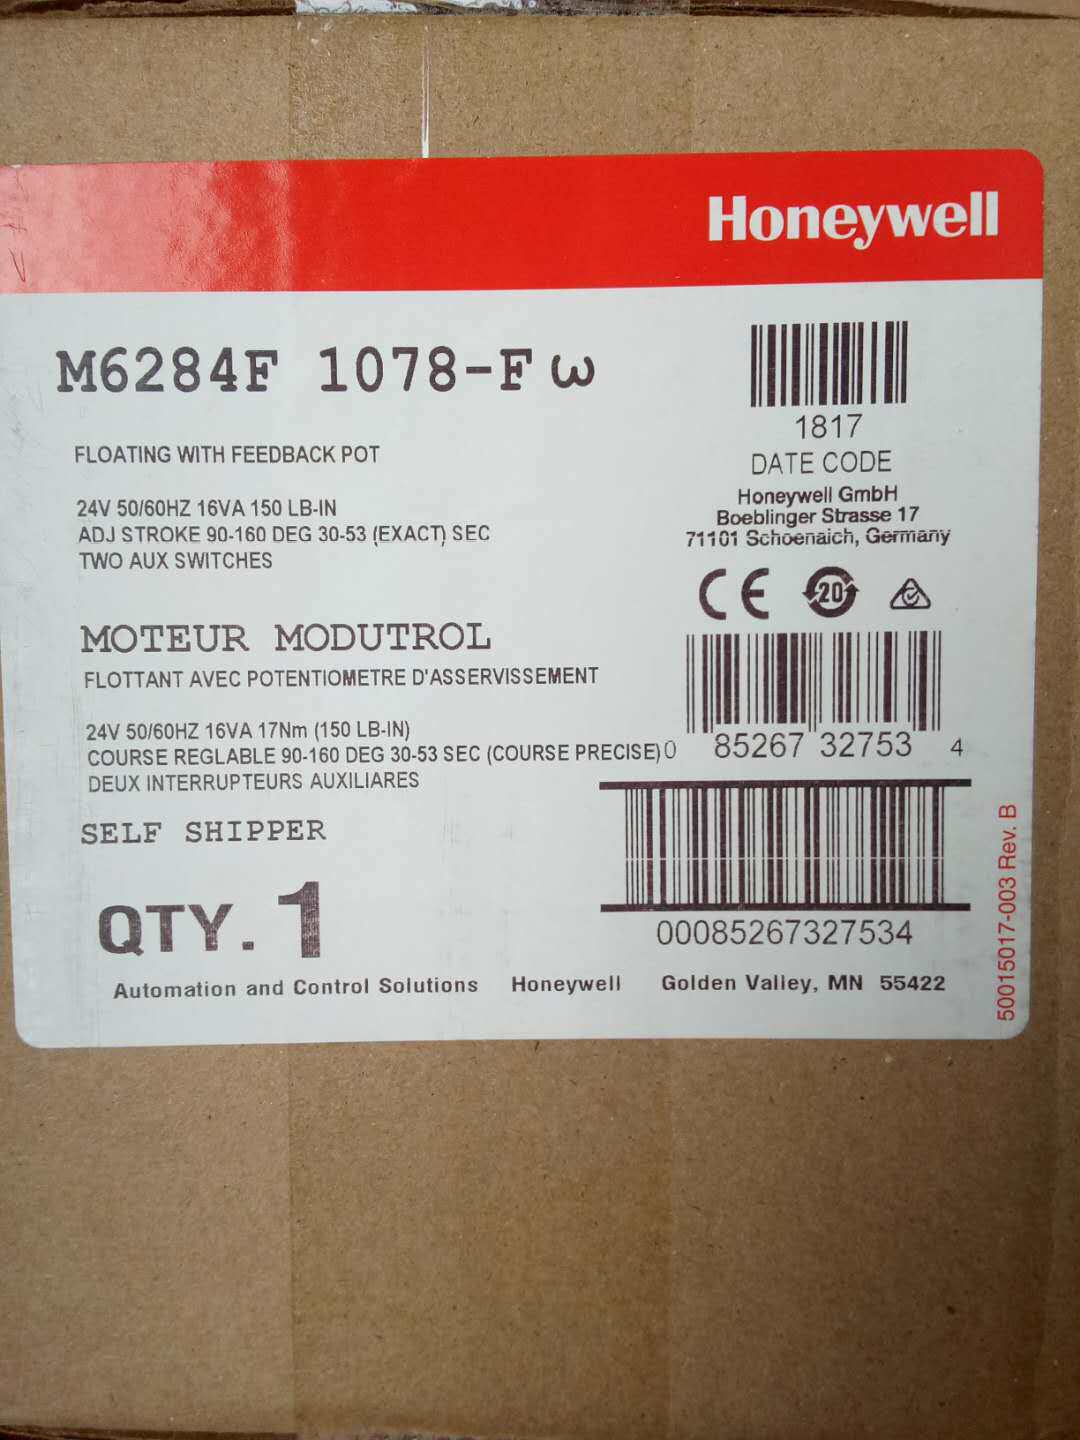 Honeywell
M6284F 1078-F ω
1817
DATE CODE
FLOATING WITH FEEDBACK POT
Honeywell GmbH
Boeblinger Strasse 17
71101 Schoenaich, Germany
24V 50/60HZ 16VA 150 LB-IN
ADJ STROKE 90-160 DEG 30-53 (EXACT) SEC
TWO AUX SWITCHES
CE
20
MOTEUR MODUTROL
FLOTTANT AVEC POTENTIOMETRE D'ASSERVISSEMENT
24V 50/60HZ 16VA 17Nm (150 LB-IN)
COURSE REGLABLE 90-160 DEG 30-53 SEC (COURSE PRECISE)
DEUX INTERRUPTEURS AUXILIARES
0 85267 32753 4
SELF SHIPPER
QTY. 1
00085267327534
Automation and Control Solutions Honeywell Golden Valley, MN 55422
50015017-003 Rev. B